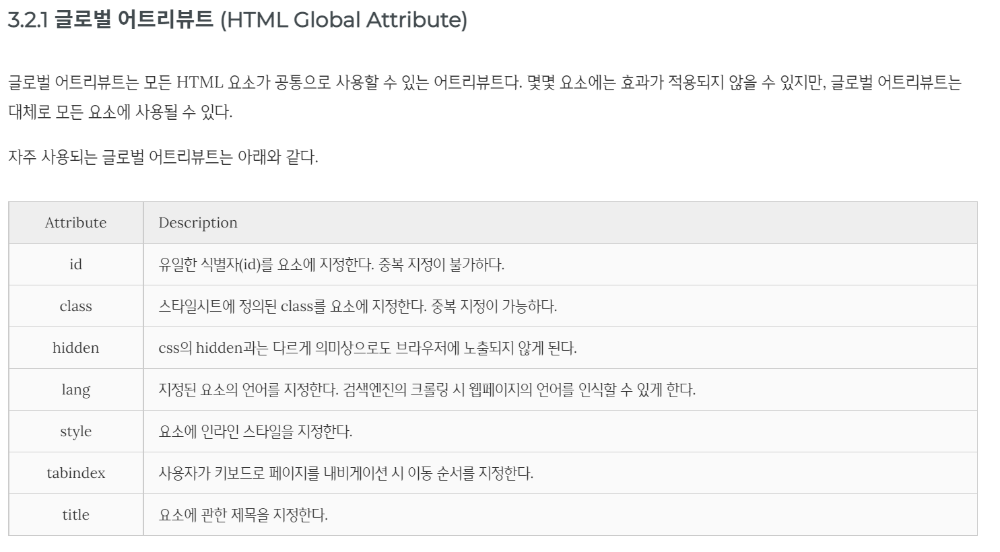 3.2.1 글로벌 어트리뷰트 (HTML Global Attribute)
글로벌 어트리뷰트는 모든 HTML 요소가 공통으로 사용할 수 있는 어트리뷰트다. 몇몇 요소에는 효과가 적용되지 않을 수 있지만, 글로벌 어트리뷰트는
대체로 모든 요소에 사용될 수 있다.
자주 사용되는 글로벌 어트리뷰트는 아래와 같다.
Attribute Description
id 유일한 식별자(id)를 요소에 지정한다. 중복 지정이 불가하다.
class 스타일시트에 정의된 class를 요소에 지정한다. 중복 지정이 가능하다.
hidden css의 hidden과는 다르게 의미상으로도 브라우저에 노출되지 않게 된다.
lang 지정된 요소의 언어를 지정한다. 검색엔진의 크롤링 시 웹페이지의 언어를 인식할 수 있게 한다.
style 요소에 인라인 스타일을 지정한다.
tabindex 사용자가 키보드로 페이지를 내비게이션 시 이동 순서를 지정한다.
title 요소에 관한 제목을 지정한다.